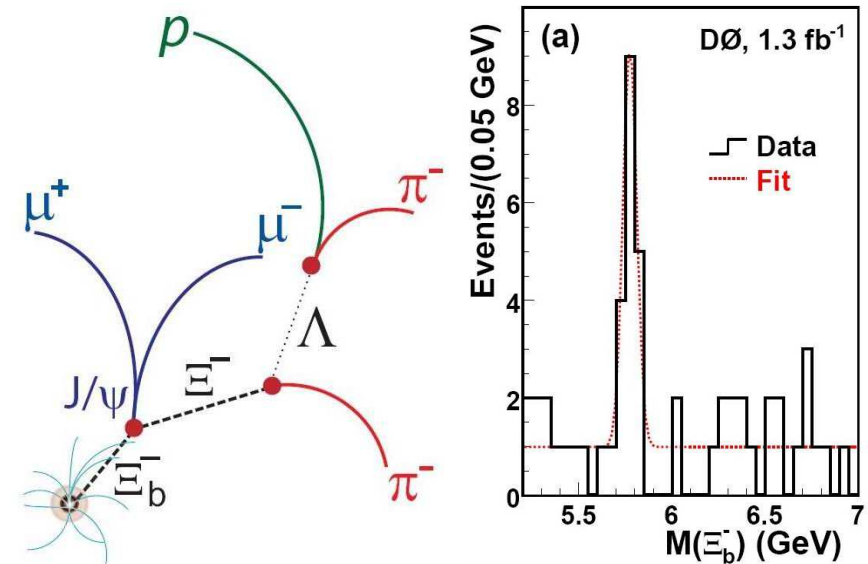 p
π⁻
μ⁺
μ⁻
Λ
Ξ⁻
J/ψ
Ξ⁻b
π⁻
(a)
DØ, 1.3 fb⁻¹
Data
Fit
Events/(0.05 GeV)
8
6
4
2
0
5.5
6
6.5
7
M(Ξ⁻b) (GeV)